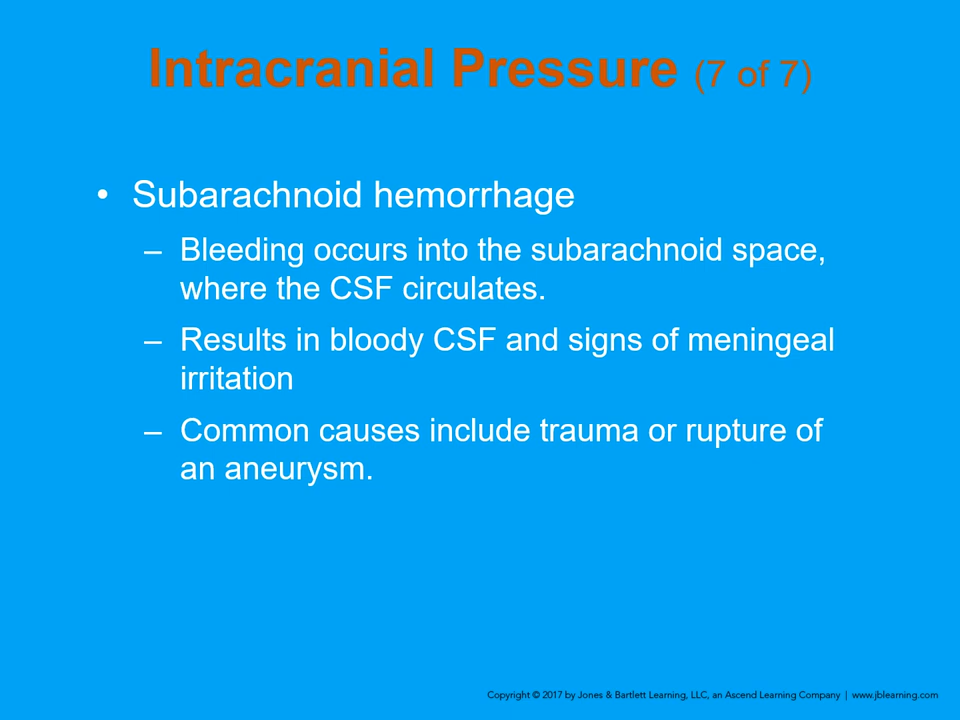 Intracranial Pressure (7 of 7)
• Subarachnoid hemorrhage
– Bleeding occurs into the subarachnoid space,
where the CSF circulates.
– Results in bloody CSF and signs of meningeal
irritation
– Common causes include trauma or rupture of
an aneurysm.
Copyright © 2017 by Jones & Bartlett Learning, LLC, an Ascend Learning Company | www.jblearning.com